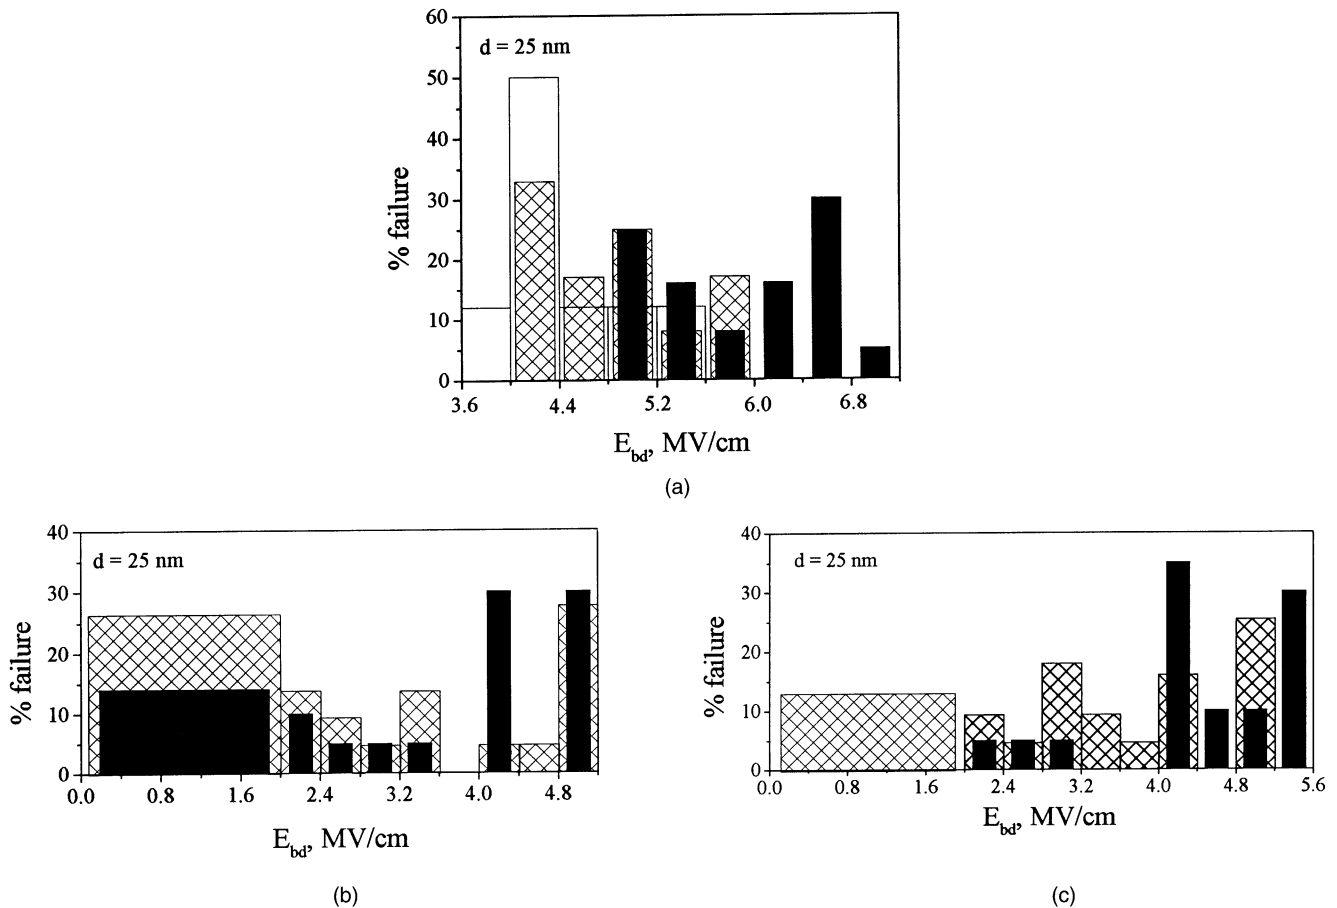 60
d = 25 nm
50
40
30
20
10
0
% failure
3.6 4.4 5.2 6.0 6.8
E_bd, MV/cm
(a)
40
d = 25 nm
30
20
10
0
% failure
0.0 0.8 1.6 2.4 3.2 4.0 4.8
E_bd, MV/cm
(b)
40
d = 25 nm
30
20
10
0
% failure
0.0 0.8 1.6 2.4 3.2 4.0 4.8 5.6
E_bd, MV/cm
(c)